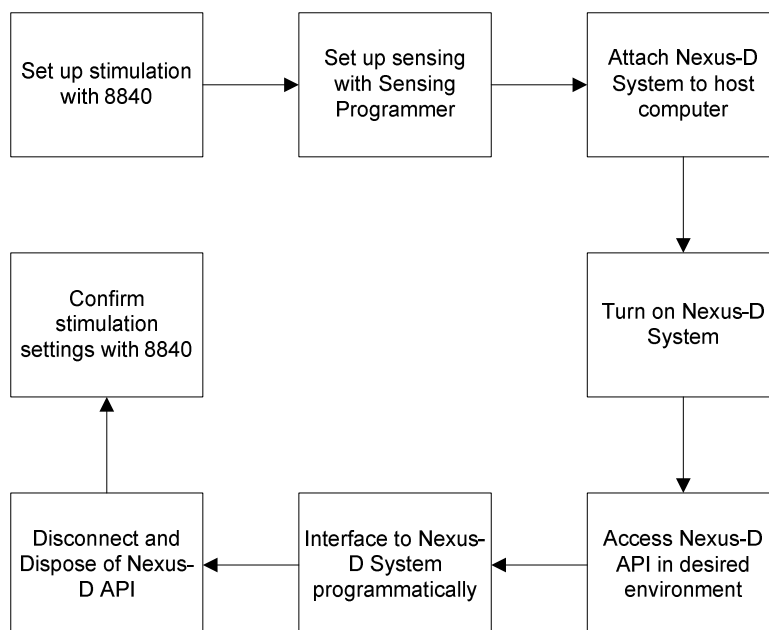 Set up stimulation
with 8840
Set up sensing
with Sensing
Programmer
Attach Nexus-D
System to host
computer
Turn on Nexus-D
System
Access Nexus-D
API in desired
environment
Interface to Nexus-
D System
programmatically
Disconnect and
Dispose of Nexus-
D API
Confirm
stimulation
settings with 8840